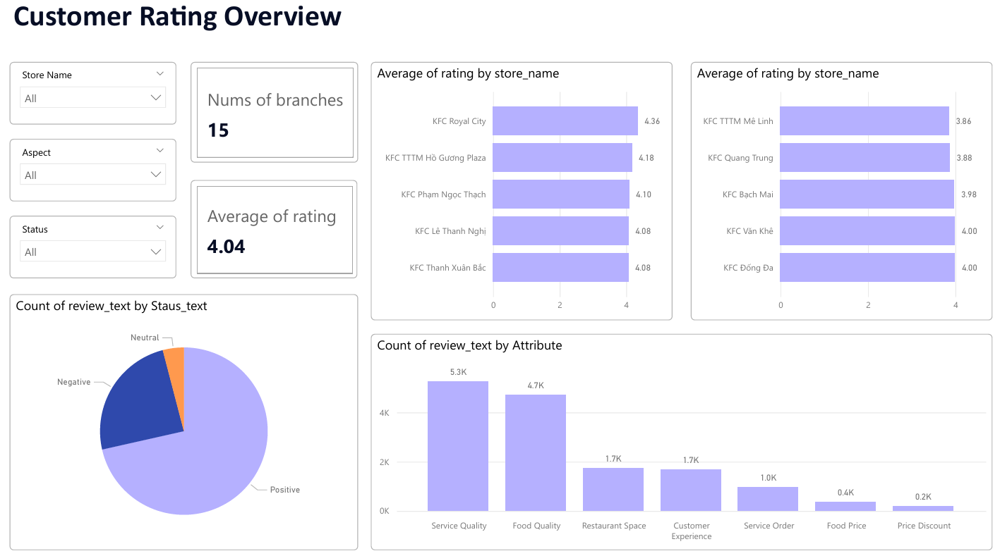 Customer Rating Overview
Store Name
All
Aspect
All
Status
All
Nums of branches
15
Average of rating
4.04
Average of rating by store_name
KFC Royal City
4.36
KFC TTTM Hồ Gương Plaza
4.18
KFC Phạm Ngọc Thạch
4.10
KFC Lê Thanh Nghị
4.08
KFC Thanh Xuân Bắc
4.08
0 2 4
Average of rating by store_name
KFC TTTM Mê Linh
3.86
KFC Quang Trung
3.88
KFC Bạch Mai
3.98
KFC Văn Khê
4.00
KFC Đống Đa
4.00
0 2 4
Count of review_text by Staus_text
Neutral
Negative
Positive
Count of review_text by Attribute
5.3K
4.7K
1.7K
1.7K
1.0K
0.4K
0.2K
4K
2K
0K
Service Quality
Food Quality
Restaurant Space
Customer
Experience
Service Order
Food Price
Price Discount